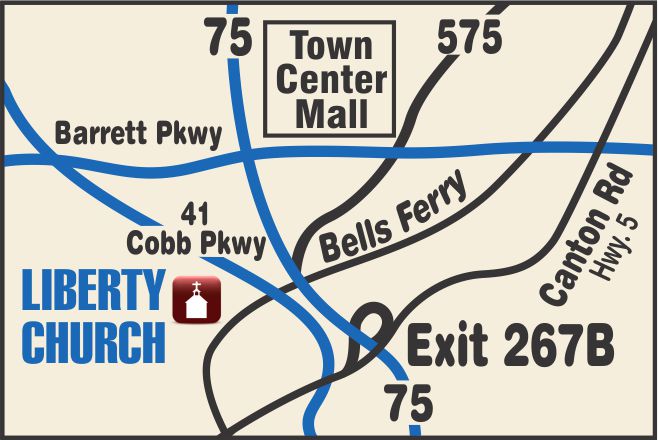 75
575
Town
Center
Mall
Barrett Pkwy
41
Cobb Pkwy
Bells Ferry
Canton Rd
Hwy. 5
LIBERTY
CHURCH
Exit 267B
75